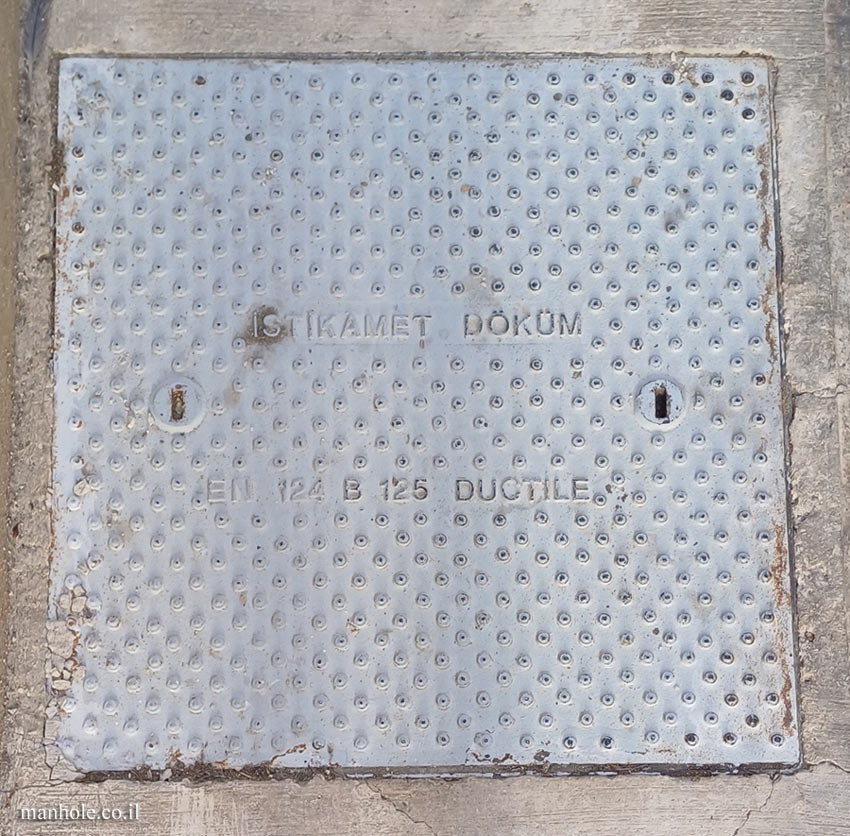 İSTİKAMET DÖKÜM
EN 124 B 125 DUCTILE
manhole.co.il